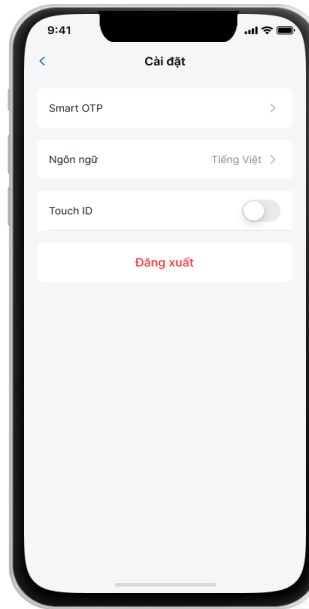 9:41
Cài đặt
Smart OTP
Ngôn ngữ Tiếng Việt
Touch ID
Đăng xuất